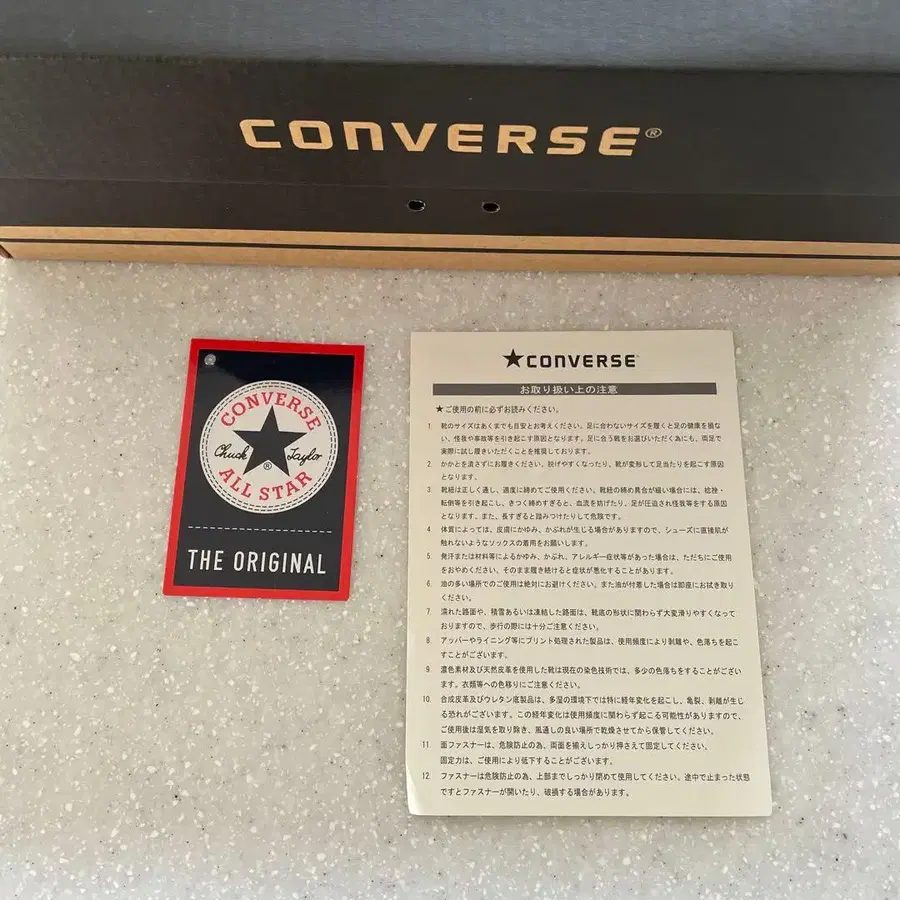 CONVERSE®
CONVERSE
Chuck Taylor
®
ALL STAR
THE ORIGINAL
★CONVERSE
お取り扱い上の注意
★ご使用の前に必ずお読みください。
1 靴のサイズはあくまでも目安とお考えください。足に合わないサイズを履くと足の健康を損な
い、怪我や事故等を引き起こす原因となります。足に合う靴をお選びいただく為にも、両足で
実際に試し履きいただくことを推奨しております。
2. かかとを潰さずにお履きください。脱げやすくなったり、靴が変形して足当たりを起こす原因
となります。
3. 靴紐は正しく通し、適度に締めてご使用ください。靴紐の締め具合が緩い場合には、捻挫・
転倒等を引き起こし、きつく締めすぎると、血流を妨げたり、足が圧迫され怪我等をする原因
となります。また、長すぎると踏みつけたりして危険です。
4. 体質によっては、皮膚にかゆみ、かぶれが生じる場合がありますので、シューズに直接肌が
触れないようなソックスの着用をお願いします。
5. 発汗または材料等によるかゆみ、かぶれ、アレルギー症状等があった場合は、ただちにご使用
をおやめください。そのまま履き続けると症状が悪化することがあります。
6. 油の多い場所でのご使用は絶対にお避けください。また油が付着した場合は即座にお拭き取り
ください。
7. 濡れた路面や、積雪あるいは凍結した路面は、靴底の形状に関わらず大変滑りやすくなって
おりますので、歩行の際には十分ご注意ください。
8. アッパーやライニング等にプリント処理された製品は、使用頻度により剥離や、色落ちを起こ
すことがございます。
9. 濃色素材及び天然皮革を使用した靴は現在の染色技術では、多少の色落ちをすることがござい
ます。衣類等への色移りにご注意ください。
10. 合成皮革及びウレタン底製品は、多湿の環境下では特に経年変化を起こし、亀裂、剥離が生じ
る恐れがございます。この経年変化は使用頻度に関わらず起こる可能性がありますので、
ご使用後は湿気を取り除き、風通しの良い場所で乾燥させてから保管してください。
11. 面ファスナーは、危険防止の為、両面を揃えしっかり押さえて固定してください。
固定力は、ご使用により低下することがございます。
12. ファスナーは危険防止の為、上部までしっかり閉めて使用してください。途中で止まった状態
ですとファスナーが開いたり、破損する場合があります。